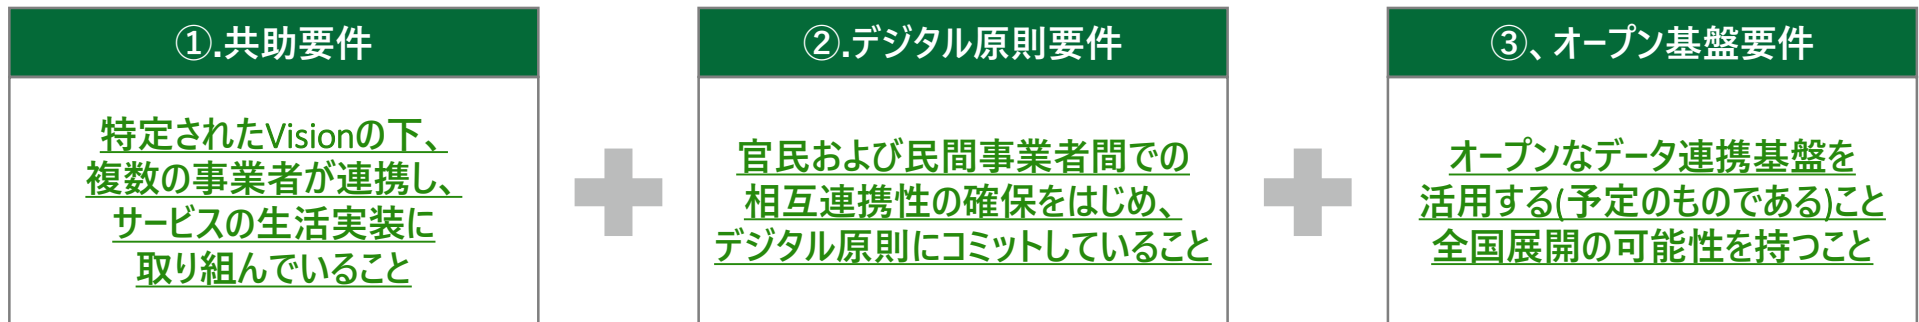 ①.共助要件
特定されたVisionの下、
複数の事業者が連携し、
サービスの生活実装に
取り組んでいること
②.デジタル原則要件
官民および民間事業者間での
相互連携性の確保をはじめ、
デジタル原則にコミットしていること
③、オープン基盤要件
オープンなデータ連携基盤を
活用する(予定のものである)こと
全国展開の可能性を持つこと